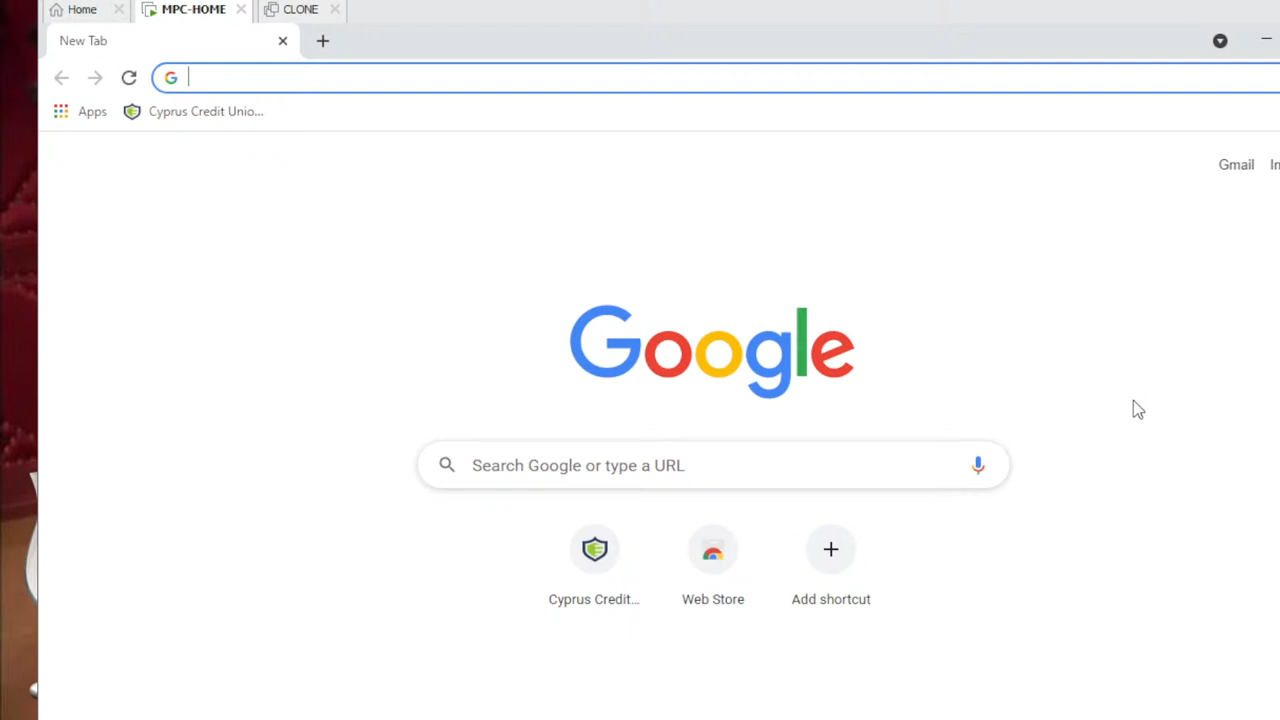 Home
MPC-HOME
CLONE
New Tab
Apps
Cyprus Credit Unio...
Gmail
Google
Search Google or type a URL
Cyprus Credit...
Web Store
Add shortcut